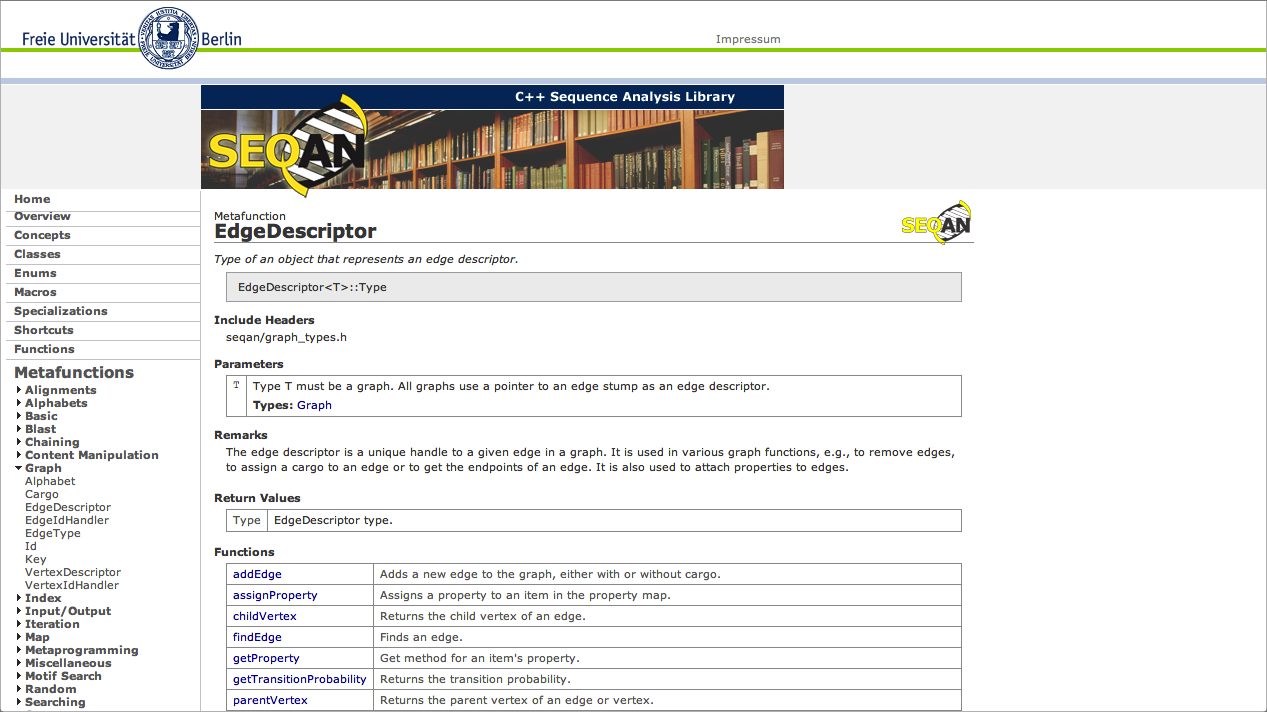 Freie Universität Berlin
Impressum
C++ Sequence Analysis Library
SEQAN
Home
Overview
Concepts
Classes
Enums
Macros
Specializations
Shortcuts
Functions
Metafunctions
Alignments
Alphabets
Basic
Blast
Chaining
Content Manipulation
Graph
Alphabet
Cargo
EdgeDescriptor
EdgeIdHandler
EdgeType
Id
Key
VertexDescriptor
VertexIdHandler
Index
Input/Output
Iteration
Map
Metaprogramming
Miscellaneous
Motif Search
Random
Searching
Metafunction
EdgeDescriptor
SEQAN
Type of an object that represents an edge descriptor.
EdgeDescriptor<T>::Type
Include Headers
seqan/graph_types.h
Parameters
T Type T must be a graph. All graphs use a pointer to an edge stump as an edge descriptor.
Types: Graph
Remarks
The edge descriptor is a unique handle to a given edge in a graph. It is used in various graph functions, e.g., to remove edges,
to assign a cargo to an edge or to get the endpoints of an edge. It is also used to attach properties to edges.
Return Values
Type EdgeDescriptor type.
Functions
addEdge Adds a new edge to the graph, either with or without cargo.
assignProperty Assigns a property to an item in the property map.
childVertex Returns the child vertex of an edge.
findEdge Finds an edge.
getProperty Get method for an item's property.
getTransitionProbability Returns the transition probability.
parentVertex Returns the parent vertex of an edge or vertex.